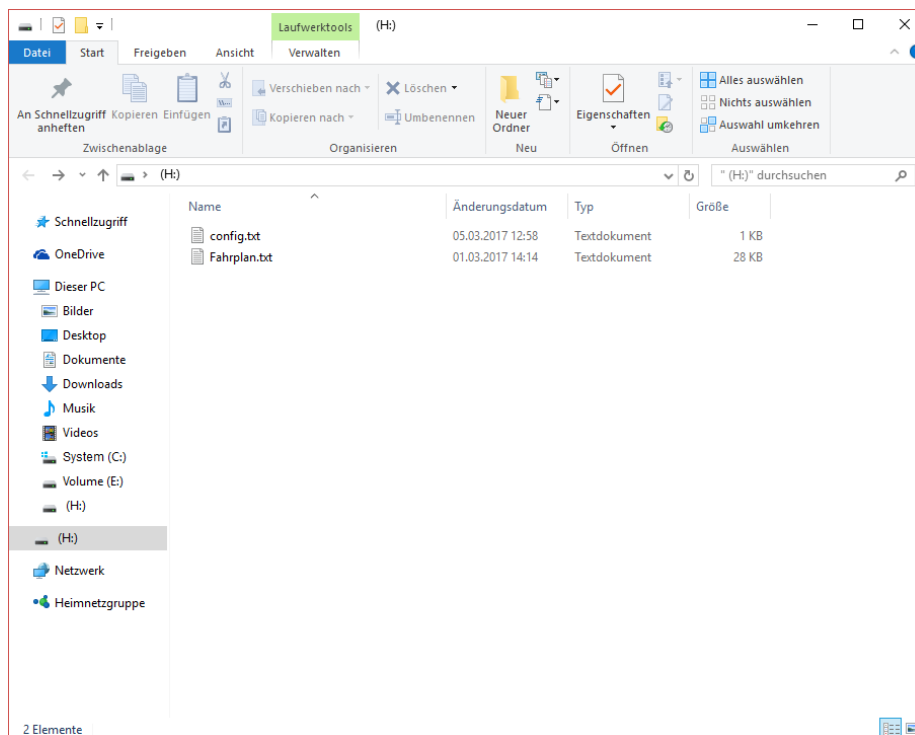 Laufwerktools (H:)
Datei Start Freigeben Ansicht Verwalten
An Schnellzugriff anheften
Kopieren
Einfügen
Zwischenablage
Verschieben nach
Kopieren nach
Löschen
Umbenennen
Organisieren
Neuer Ordner
Neu
Eigenschaften
Öffnen
Alles auswählen
Nichts auswählen
Auswahl umkehren
Auswählen
(H:)
" (H:)" durchsuchen
Schnellzugriff
OneDrive
Dieser PC
Bilder
Desktop
Dokumente
Downloads
Musik
Videos
System (C:)
Volume (E:)
(H:)
(H:)
Netzwerk
Heimnetzgruppe
Name Änderungsdatum Typ Größe
config.txt 05.03.2017 12:58 Textdokument 1 KB
Fahrplan.txt 01.03.2017 14:14 Textdokument 28 KB
2 Elemente